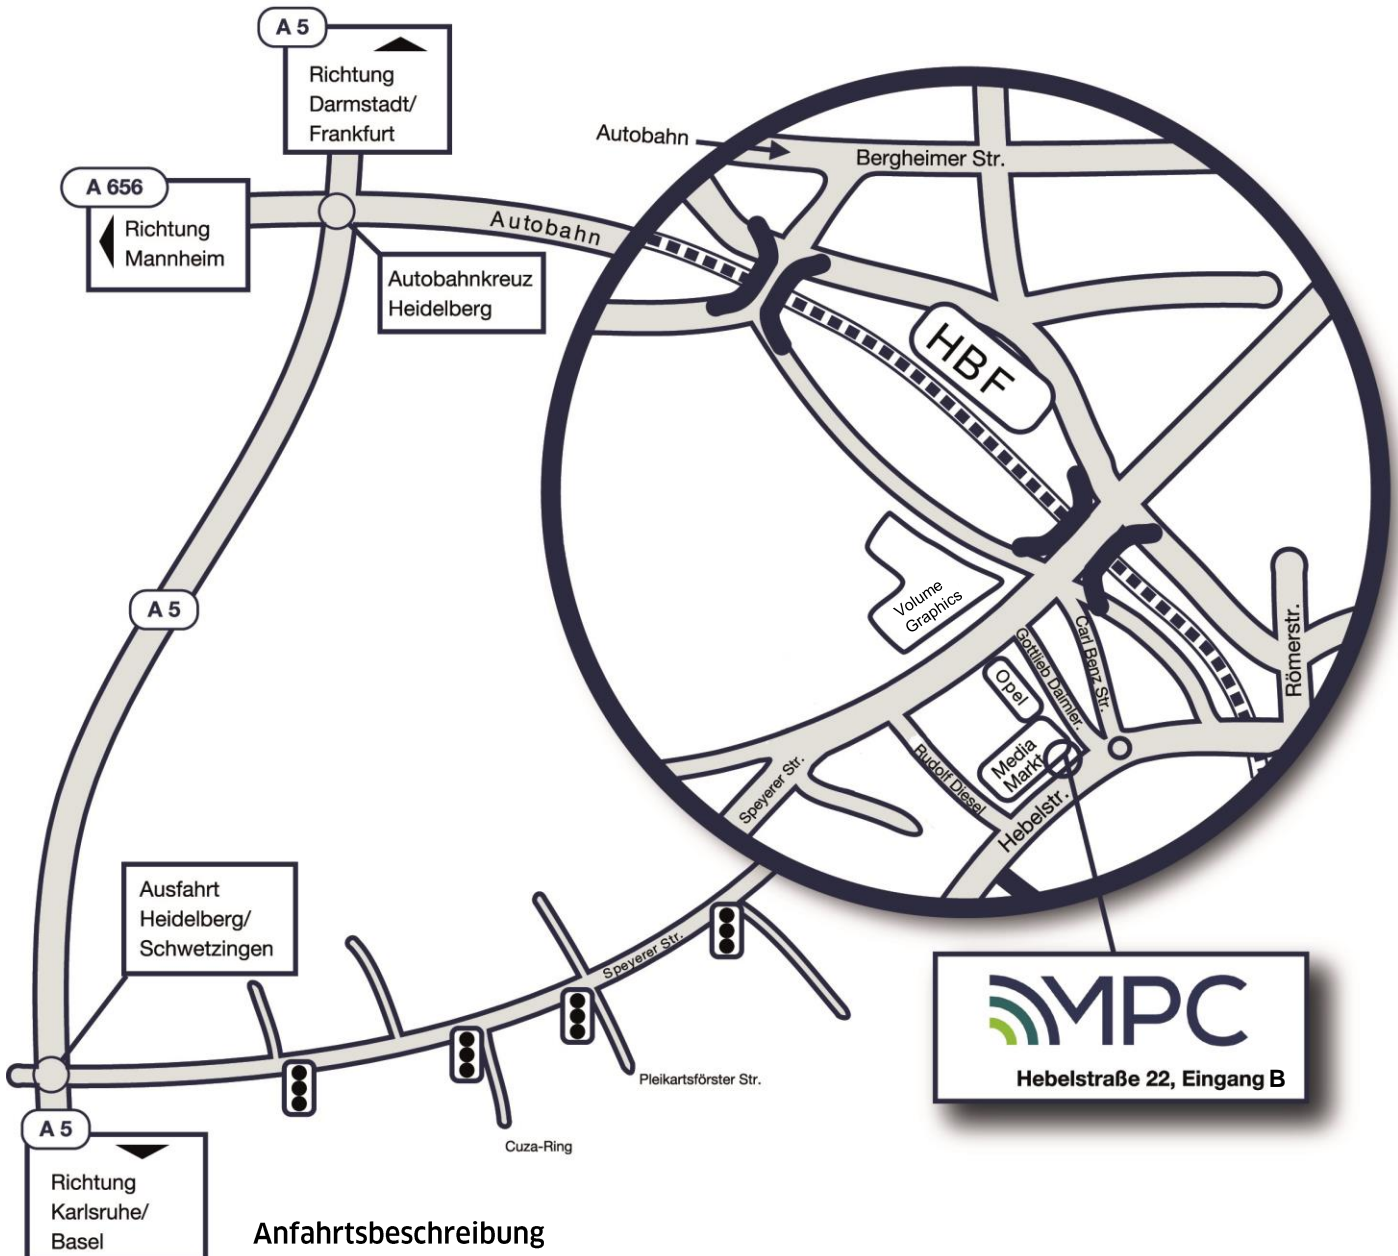 A 5
Richtung
Darmstadt/
Frankfurt
A 656
Richtung
Mannheim
Autobahn
Autobahnkreuz
Heidelberg
Autobahn
Bergheimer Str.
HBF
Volume
Graphics
Gottlieb Daimler.
Carl Benz Str.
Römerstr.
Opel
Media
Markt
Rudolf Diesel
Hebelstr.
Speyerer Str.
A 5
Ausfahrt
Heidelberg/
Schwetzingen
Speyerer Str.
Pleikartsförster Str.
Cuza-Ring
MPC
Hebelstraße 22, Eingang B
A 5
Richtung
Karlsruhe/
Basel
Anfahrtsbeschreibung